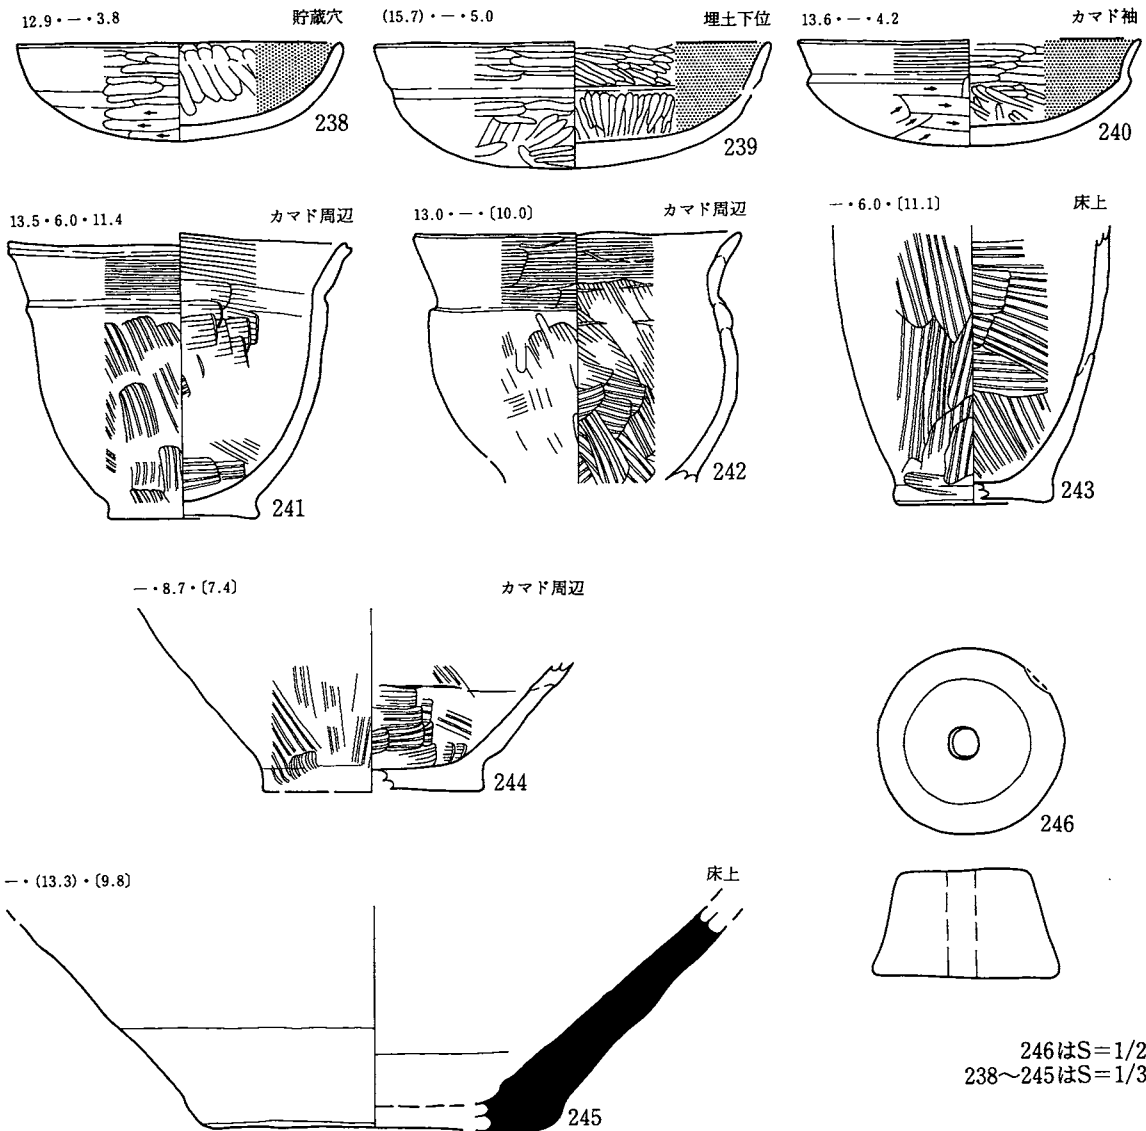 12.9・―・3.8 貯蔵穴
238
(15.7)・―・5.0 埋土下位
239
13.6・―・4.2 カマド袖
240
13.5・6.0・11.4 カマド周辺
241
13.0・―・〔10.0〕 カマド周辺
242
―・6.0・〔11.1〕 床上
243
―・8.7・〔7.4〕 カマド周辺
244
246
―・(13.3)・〔9.8〕 床上
245
246はS=1/2
238～245はS=1/3